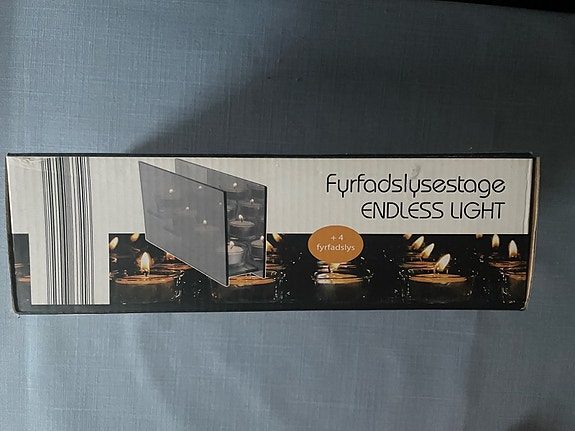 Fyrfadslysestage
ENDLESS LIGHT
+ 4
fyrfadslys